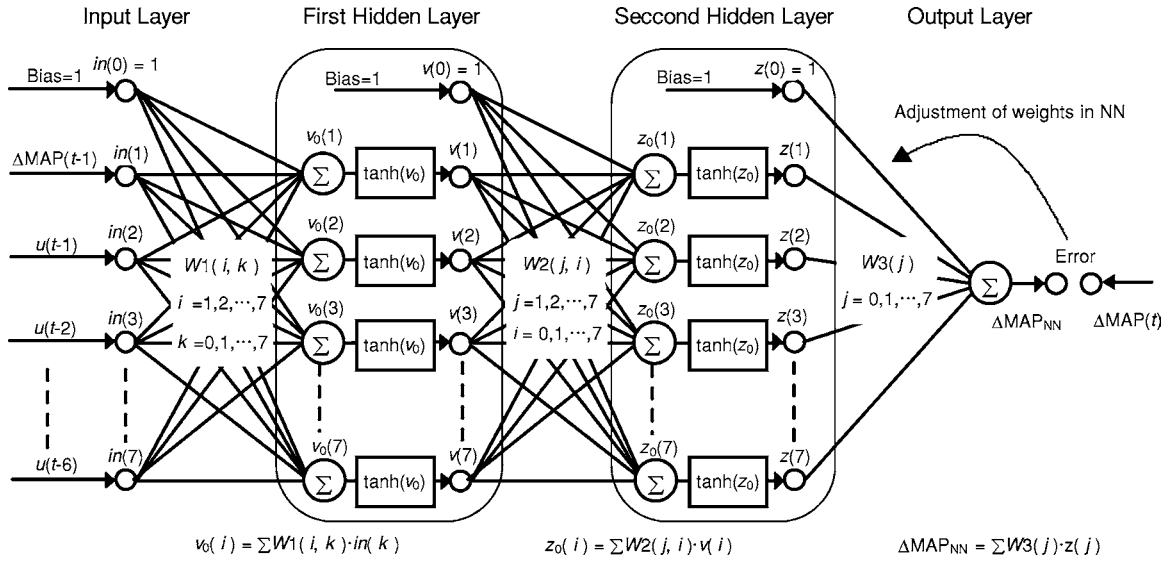 Input Layer First Hidden Layer Seccond Hidden Layer Output Layer
Bias=1 in(0) = 1 Bias=1 v(0) = 1 Bias=1 z(0) = 1
Adjustment of weights in NN
ΔMAP(t-1) in(1) v₀(1) Σ tanh(v₀) v(1) z₀(1) Σ tanh(z₀) z(1)
u(t-1) in(2) v₀(2) Σ tanh(v₀) v(2) z₀(2) Σ tanh(z₀) z(2)
W1(i, k) W2(j, i) W3(j) Error
i =1,2,⋯,7 j=1,2,⋯,7 j = 0,1,⋯,7 Σ
k =0,1,⋯,7 i = 0,1,⋯,7
ΔMAP_NN ΔMAP(t)
u(t-2) in(3) v₀(3) Σ tanh(v₀) v(3) z₀(3) Σ tanh(z₀) z(3)
u(t-6) in(7) v₀(7) Σ tanh(v₀) v(7) z₀(7) Σ tanh(z₀) z(7)
v₀(i) = ΣW1(i, k)·in(k) z₀(i) = ΣW2(j, i)·v(i) ΔMAP_NN = ΣW3(j)·z(j)